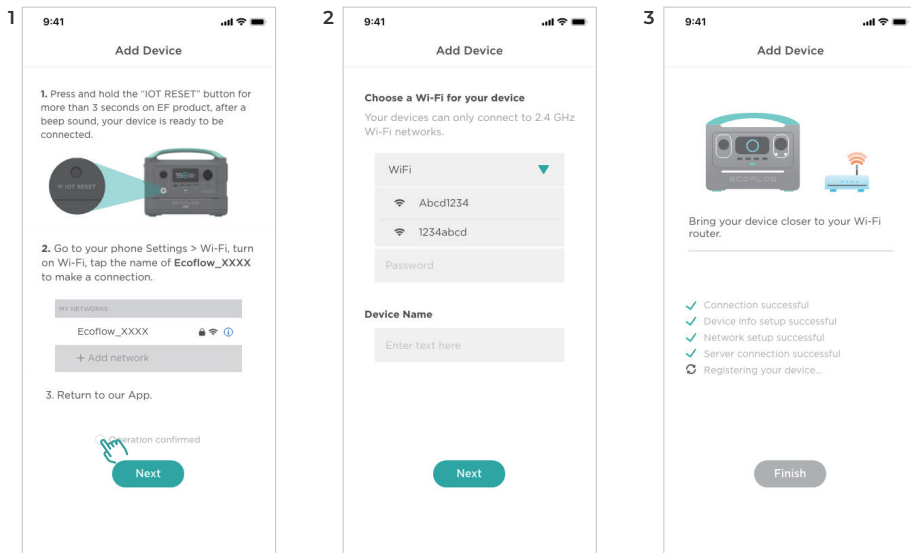 1
9:41
Add Device
1. Press and hold the “IOT RESET” button for
more than 3 seconds on EF product, after a
beep sound, your device is ready to be
connected.
IOT RESET
ECOFLOW
2. Go to your phone Settings > Wi-Fi, turn
on Wi-Fi, tap the name of Ecoflow_XXXX
to make a connection.
MY NETWORKS
Ecoflow_XXXX
+ Add network
3. Return to our App.
Operation confirmed
Next
2
9:41
Add Device
Choose a Wi-Fi for your device
Your devices can only connect to 2.4 GHz
Wi-Fi networks.
WiFi
Abcd1234
1234abcd
Password
Device Name
Enter text here
Next
3
9:41
Add Device
ECOFLOW
Bring your device closer to your Wi-Fi
router.
Connection successful
Device info setup successful
Network setup successful
Server connection successful
Registering your device...
Finish